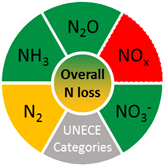 N₂O
NH₃
NOₓ
Overall
N loss
N₂
NO₃⁻
UNECE
Categories